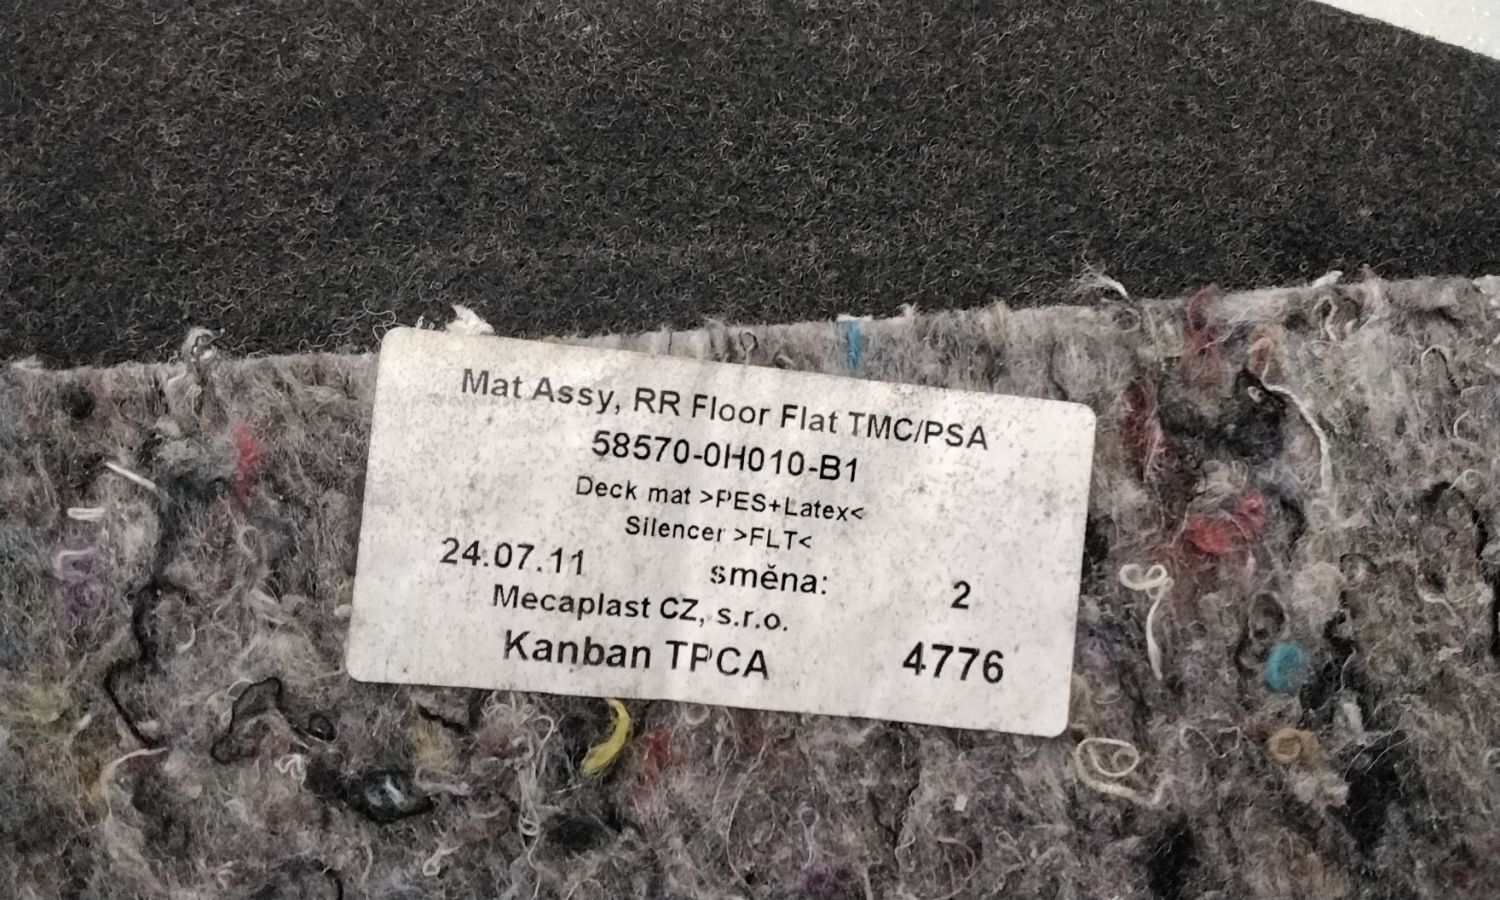 Mat Assy, RR Floor Flat TMC/PSA
58570-0H010-B1
Deck mat >PES+Latex<
Silencer >FLT<
24.07.11 směna: 2
Mecaplast CZ, s.r.o.
Kanban TPCA 4776